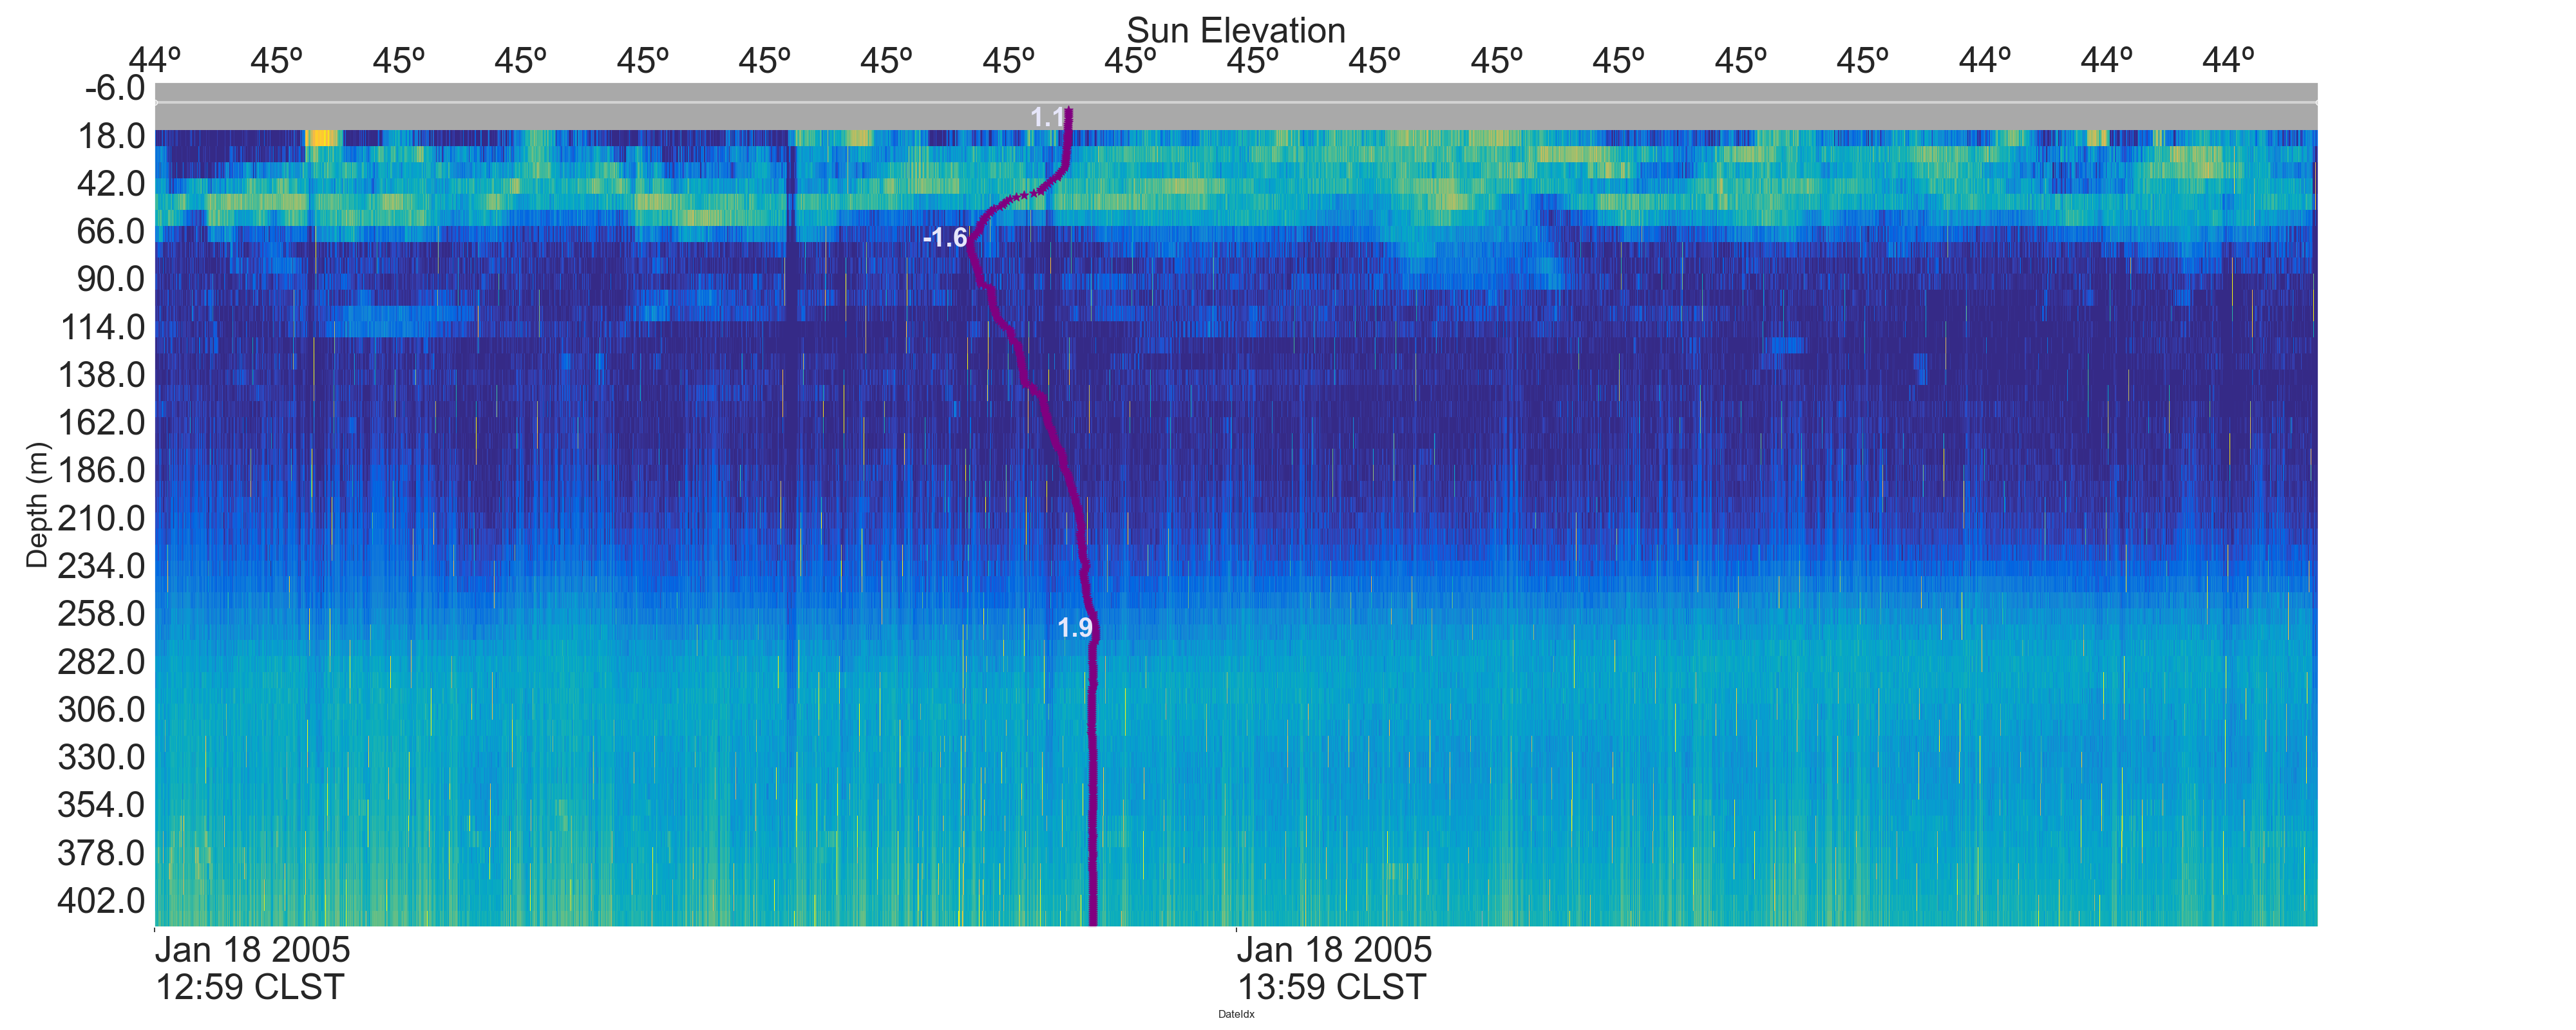 Sun Elevation
44º 45º 45º 45º 45º 45º 45º 45º 45º 45º 45º 45º 45º 45º 45º 44º 44º 44º
-6.0
18.0
42.0
66.0
90.0
114.0
138.0
162.0
186.0
210.0
234.0
258.0
282.0
306.0
330.0
354.0
378.0
402.0
Depth (m)
1.1
-1.6
1.9
Jan 18 2005
12:59 CLST
Jan 18 2005
13:59 CLST
DateIdx